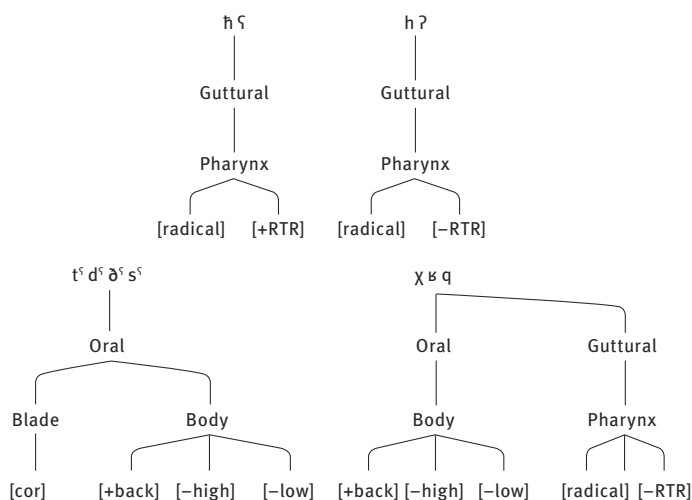 ħ ʕ h ʔ
Guttural Guttural
Pharynx Pharynx
[radical] [+RTR] [radical] [−RTR]
tˤ dˤ ðˤ sˤ χ ʁ q
Oral Oral Guttural
Blade Body Body Pharynx
[cor] [+back] [−high] [−low] [+back] [−high] [−low] [radical] [−RTR]